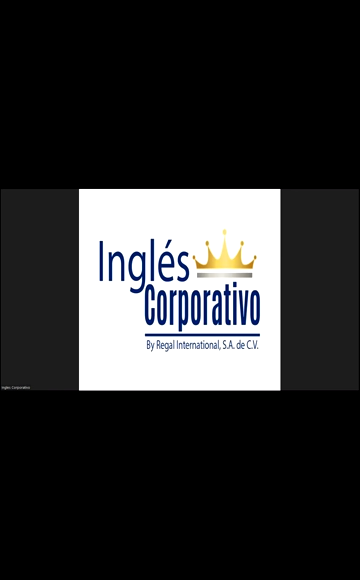 Inglés
Corporativo
By Regal International, S.A. de C.V.
Inglés Corporativo